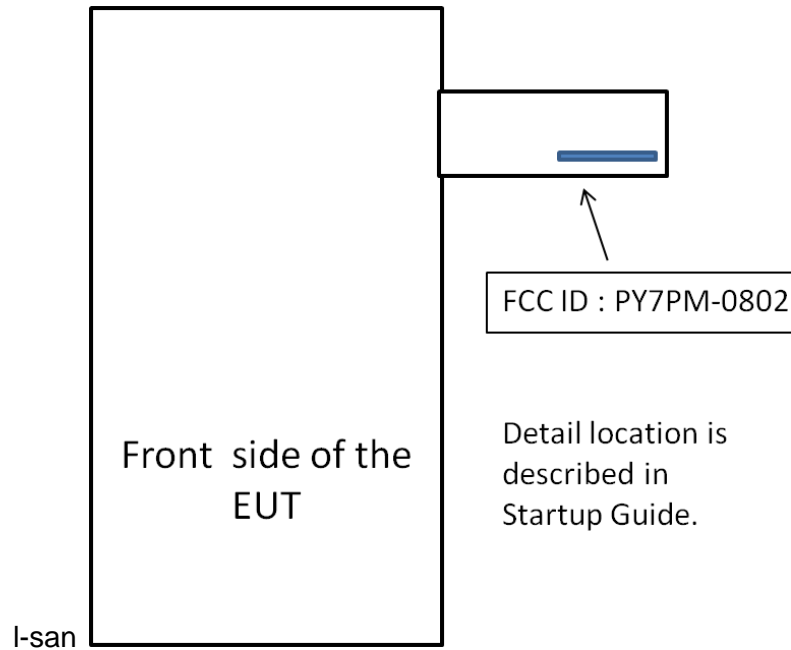 FCC ID : PY7PM-0802
Front side of the
EUT
Detail location is
described in
Startup Guide.
l-san